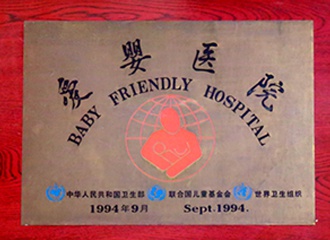 爱婴医院
BABY FRIENDLY HOSPITAL
中华人民共和国卫生部 联合国儿童基金会 世界卫生组织
1994年9月 Sept.1994.